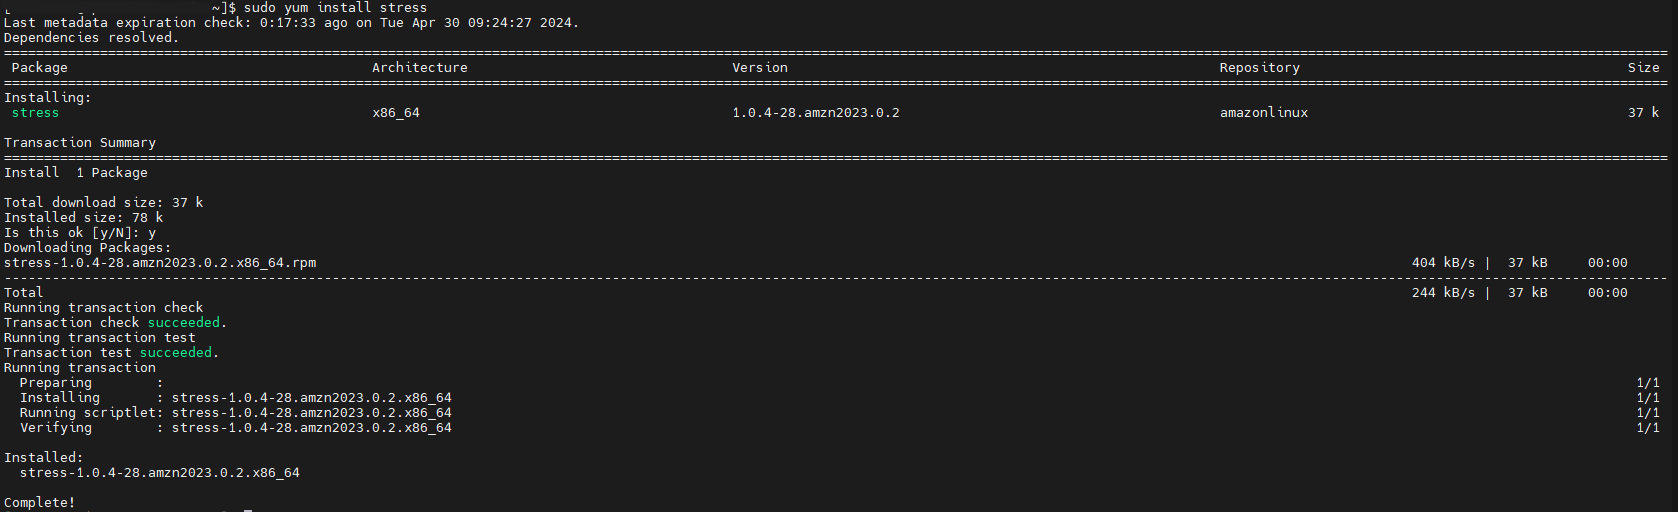 ~]$ sudo yum install stress
Last metadata expiration check: 0:17:33 ago on Tue Apr 30 09:24:27 2024.
Dependencies resolved.
Package Architecture Version Repository Size
Installing:
stress x86_64 1.0.4-28.amzn2023.0.2 amazonlinux 37 k
Transaction Summary
Install 1 Package
Total download size: 37 k
Installed size: 78 k
Is this ok [y/N]: y
Downloading Packages:
stress-1.0.4-28.amzn2023.0.2.x86_64.rpm 404 kB/s | 37 kB 00:00
Total 244 kB/s | 37 kB 00:00
Running transaction check
Transaction check succeeded.
Running transaction test
Transaction test succeeded.
Running transaction
Preparing : 1/1
Installing : stress-1.0.4-28.amzn2023.0.2.x86_64 1/1
Running scriptlet: stress-1.0.4-28.amzn2023.0.2.x86_64 1/1
Verifying : stress-1.0.4-28.amzn2023.0.2.x86_64 1/1
Installed:
stress-1.0.4-28.amzn2023.0.2.x86_64
Complete!